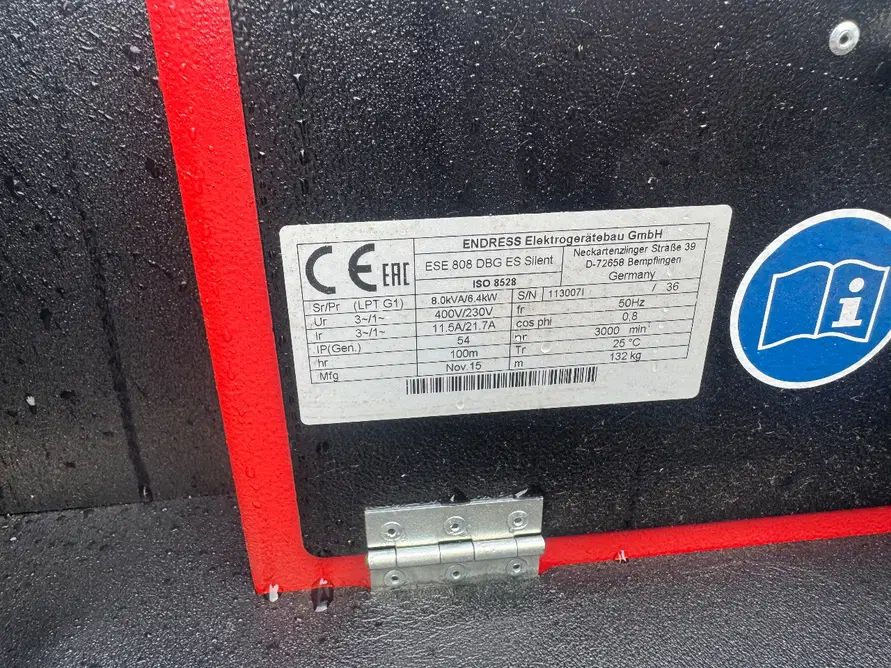 CE EAC
ENDRESS Elektrogerätebau GmbH
ESE 808 DBG ES Silent
Neckartenzlinger Straße 39
D-72658 Bempflingen
Germany
ISO 8528
Sr/Pr (LPT G1) 8.0kVA/6.4kW S/N 113007I / 36
Ur 3~/1~ 400V/230V fr 50Hz
Ir 3~/1~ 11.5A/21.7A cos phi 0,8
IP(Gen.) 54 nr 3000 min⁻¹
hr 100m Tr 25 °C
Mfg Nov.15 m 132 kg
i